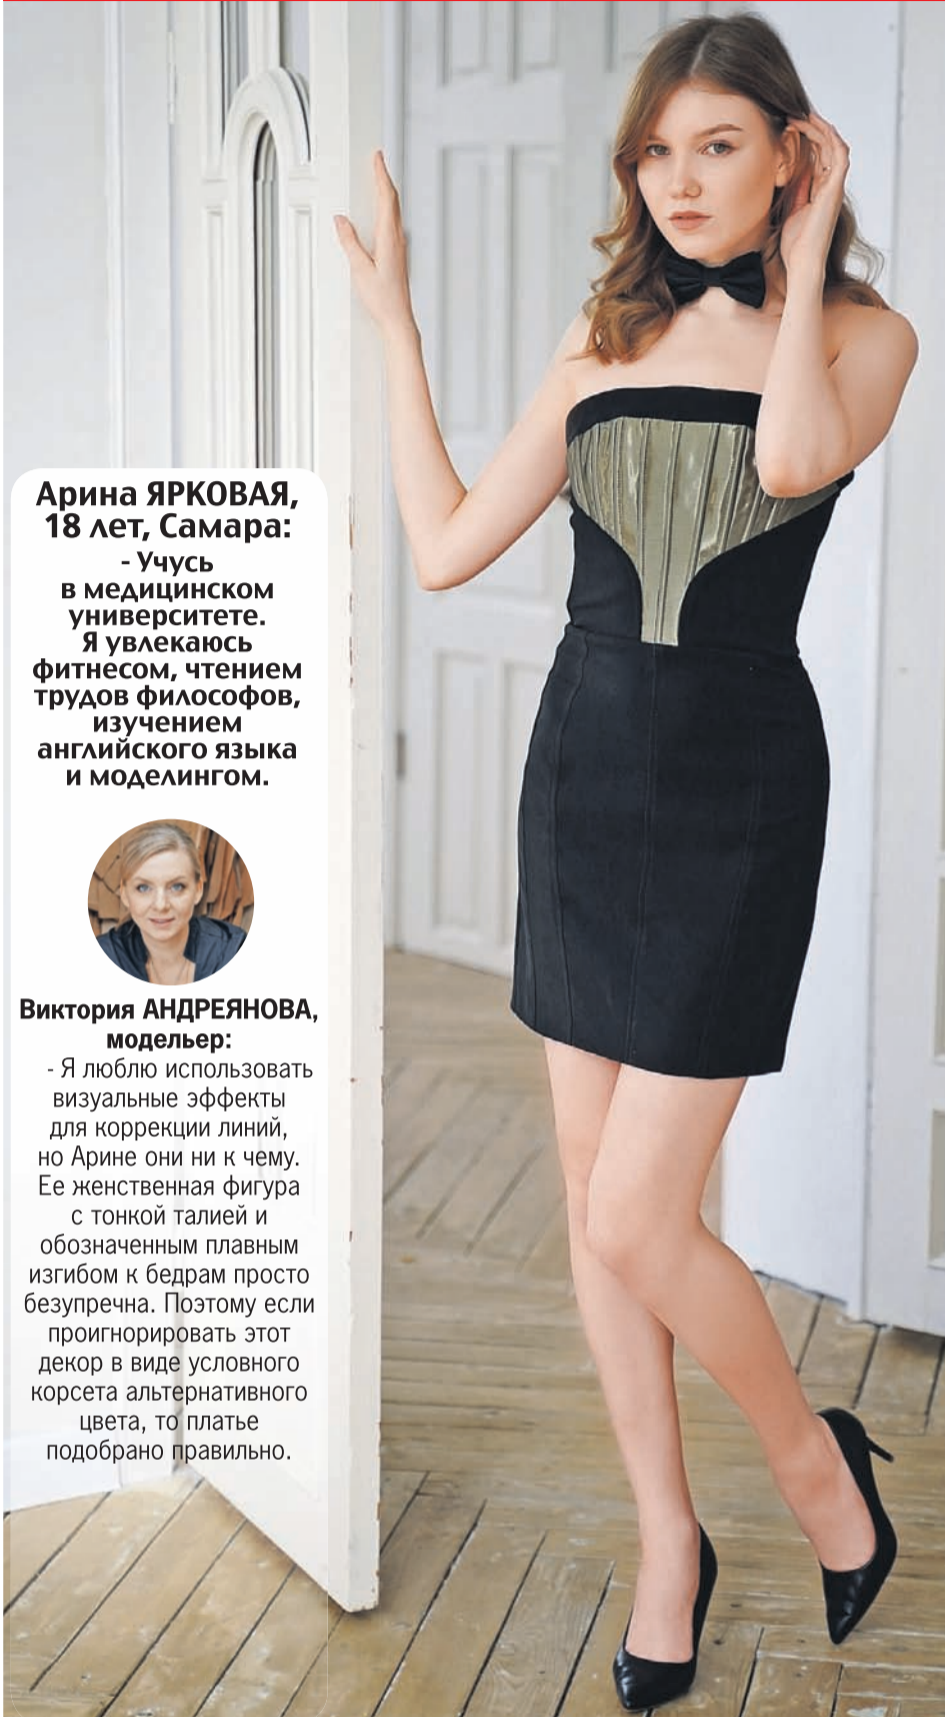 Арина ЯРКОВАЯ,
18 лет, Самара:
- Учусь
в медицинском
университете.
Я увлекаюсь
фитнесом, чтением
трудов философов,
изучением
английского языка
и моделингом.
Виктория АНДРЕЯНОВА,
модельер:
- Я люблю использовать
визуальные эффекты
для коррекции линий,
но Арине они ни к чему.
Ее женственная фигура
с тонкой талией и
обозначенным плавным
изгибом к бедрам просто
безупречна. Поэтому если
проигнорировать этот
декор в виде условного
корсета альтернативного
цвета, то платье
подобрано правильно.